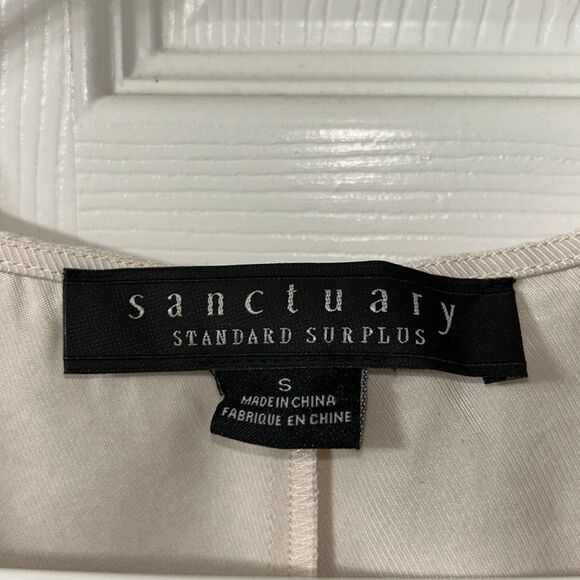 sanctuary
STANDARD SURPLUS
S
MADE IN CHINA
FABRIQUE EN CHINE